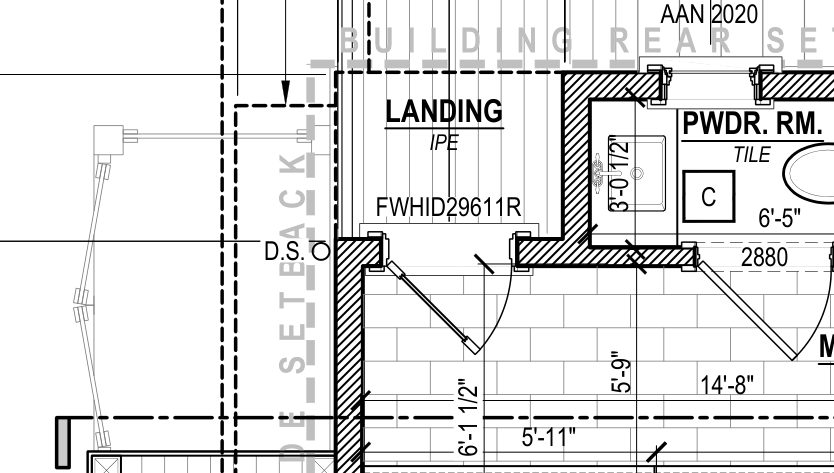 AAN 2020
BUILDING REAR SE
LANDING
IPE
PWDR. RM.
TILE
3'-0 1/2"
C
FWHID29611R
6'-5"
D.S.
2880
DE SETBACK
M
5'-9"
14'-8"
6'-1 1/2"
5'-11"